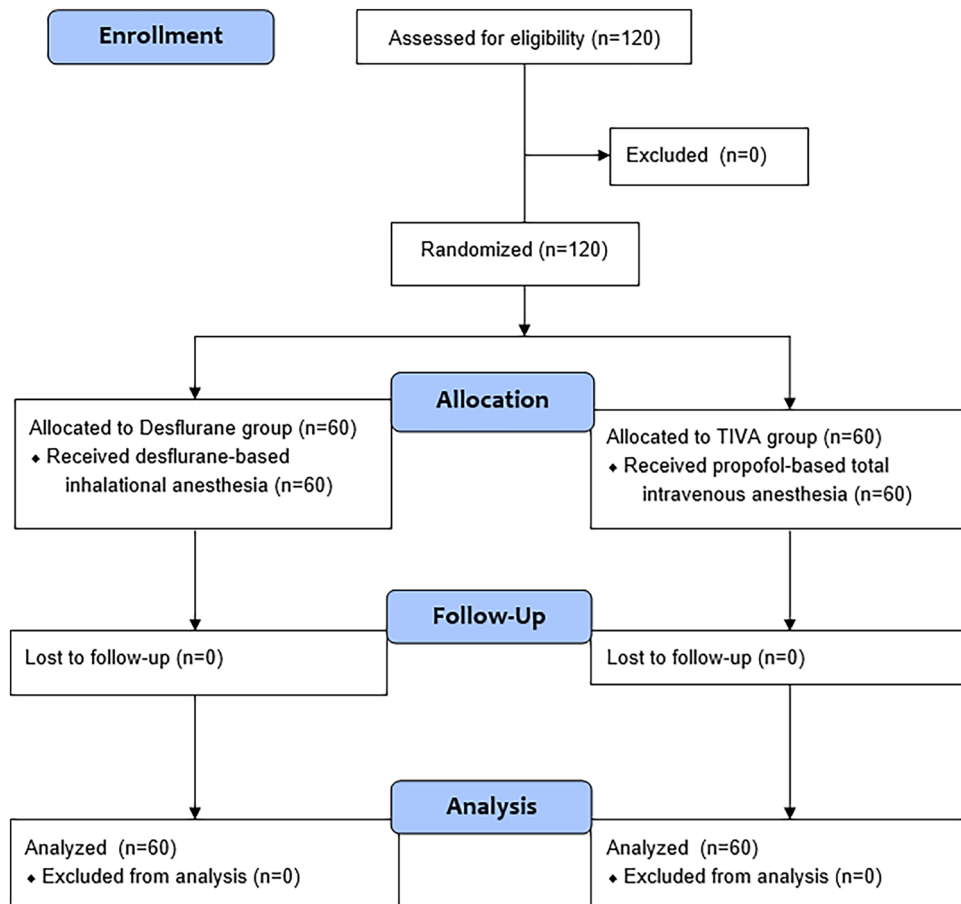 Enrollment
Assessed for eligibility (n=120)
Excluded (n=0)
Randomized (n=120)
Allocation
Allocated to Desflurane group (n=60)
⬥ Received desflurane-based
inhalational anesthesia (n=60)
Allocated to TIVA group (n=60)
⬥ Received propofol-based total
intravenous anesthesia (n=60)
Follow-Up
Lost to follow-up (n=0)
Lost to follow-up (n=0)
Analysis
Analyzed (n=60)
⬥ Excluded from analysis (n=0)
Analyzed (n=60)
⬥ Excluded from analysis (n=0)